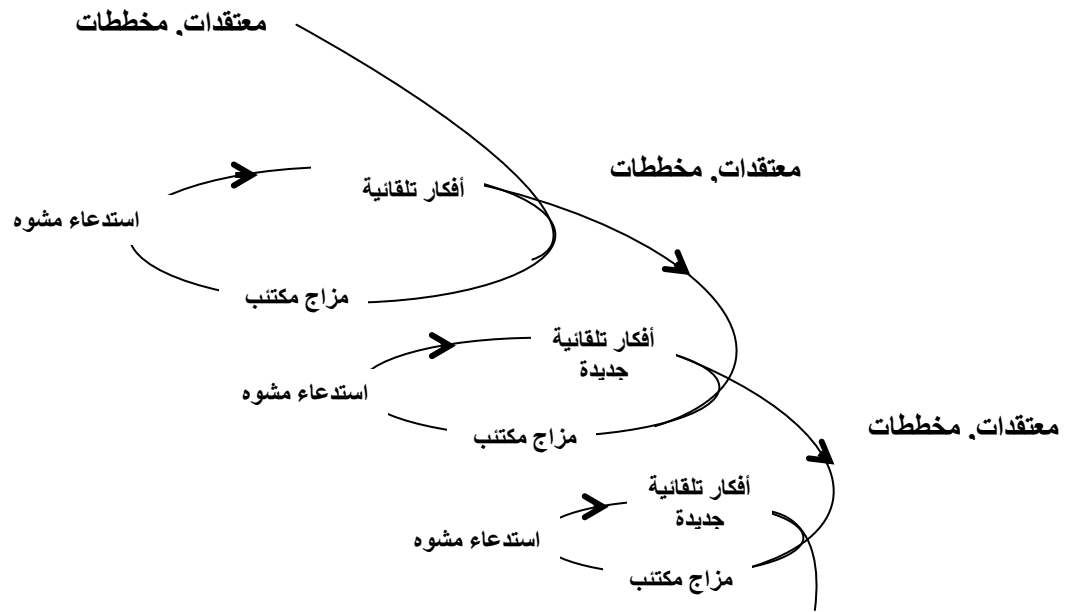 معتقدات, مخططات
معتقدات, مخططات
أفكار تلقائية
استدعاء مشوه
مزاج مكتئب
أفكار تلقائية
جديدة
استدعاء مشوه
معتقدات, مخططات
مزاج مكتئب
أفكار تلقائية
جديدة
استدعاء مشوه
مزاج مكتئب